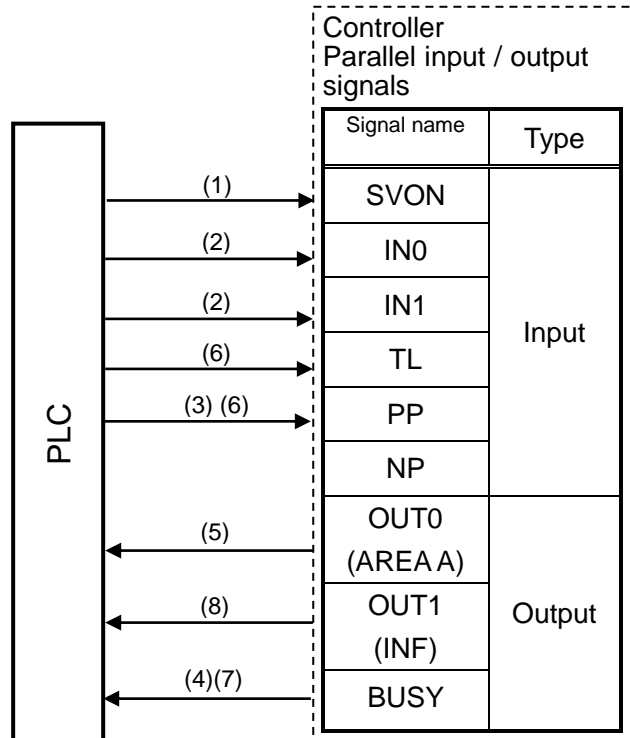 Controller
Parallel input / output
signals
Signal name
Type
(1)
SVON
(2)
IN0
(2)
IN1
Input
(6)
TL
(3) (6)
PP
PLC
NP
(5)
OUT0
(AREA A)
(8)
OUT1
(INF)
Output
(4)(7)
BUSY